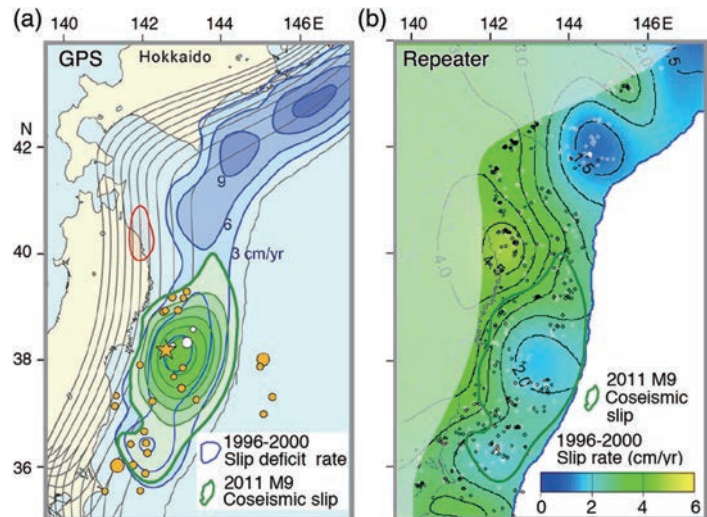 (a)
140
142
144
146E
GPS
Hokkaido
N
42
40
38
36
9
6
3 cm/yr
1996-2000
Slip deficit rate
2011 M9
Coseismic slip
(b)
140
142
144
146E
Repeater
4.0
2011 M9
Coseismic
slip
1996-2000
Slip rate (cm/yr)
0
2
4
6